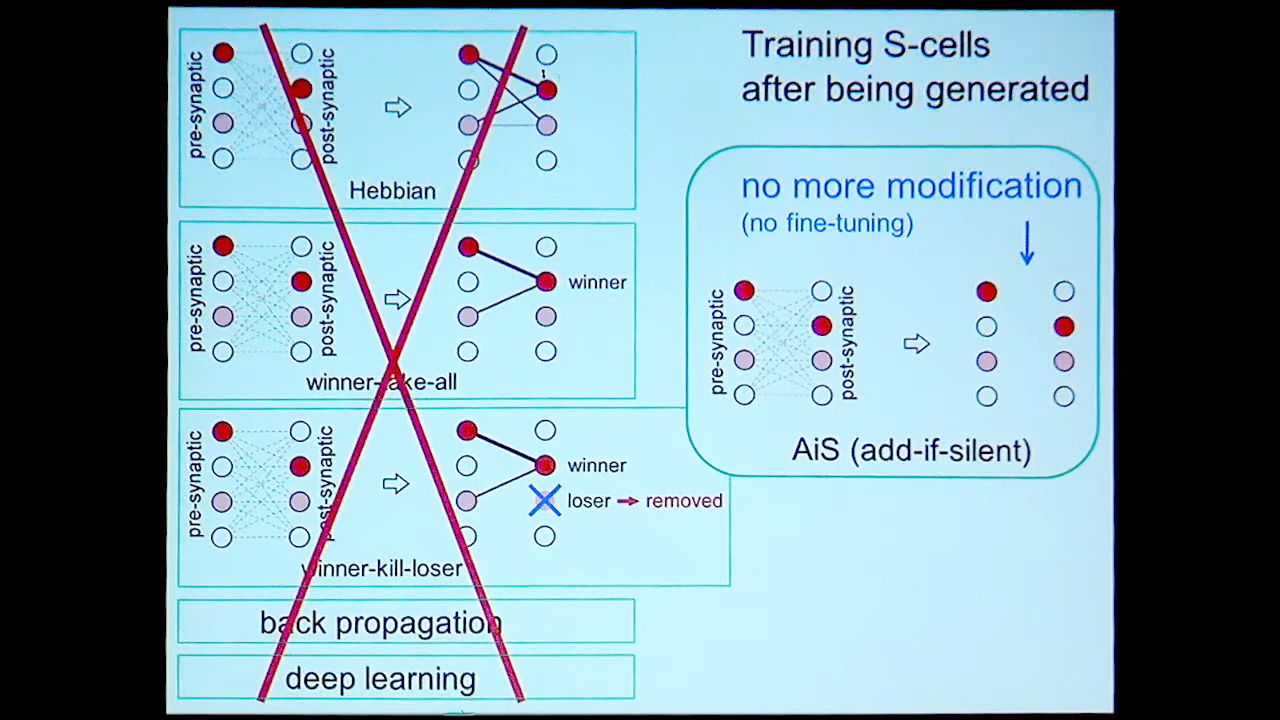 Training S-cells
after being generated
pre-synaptic
post-synaptic
Hebbian
pre-synaptic
post-synaptic
winner
winner-take-all
pre-synaptic
post-synaptic
winner
loser
removed
winner-kill-loser
back propagation
deep learning
no more modification
(no fine-tuning)
pre-synaptic
post-synaptic
AiS (add-if-silent)